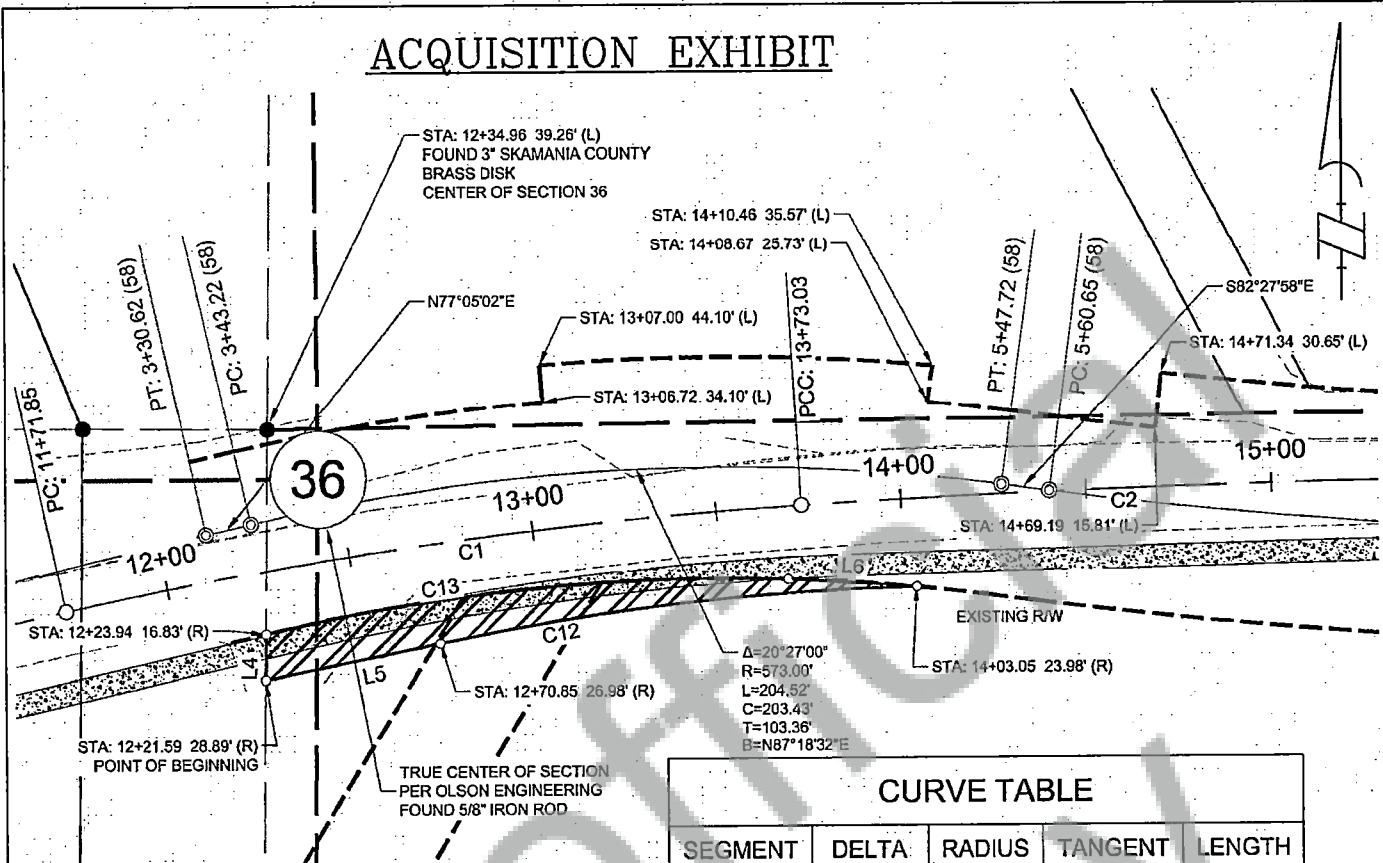 ACQUISITION EXHIBIT
STA: 12+34.96 39.26' (L)
FOUND 3" SKAMANIA COUNTY
BRASS DISK
CENTER OF SECTION 36
STA: 14+10.46 35.57' (L)
STA: 14+08.67 25.73' (L)
N
PT: 3+30.62 (58)
PC: 3+43.22 (58)
N77°05'02"E
STA: 13+07.00 44.10' (L)
PCC: 13+73.03
PT: 5+47.72 (58)
PC: 5+60.65 (58)
S82°27'58"E
STA: 14+71.34 30.65' (L)
PC: 11+71.85
STA: 13+06.72 34.10' (L)
36
12+00
13+00
14+00
15+00
C1
C2
STA: 14+69.19 15.81' (L)
C13
L6
STA: 12+23.94 16.83' (R)
L4
L5
C12
EXISTING R/W
STA: 12+70.85 26.98' (R)
STA: 14+03.05 23.98' (R)
Δ=20°27'00"
R=573.00'
L=204.52'
C=203.43'
T=103.36'
B=N87°18'32"E
STA: 12+21.59 28.89' (R)
POINT OF BEGINNING
TRUE CENTER OF SECTION
PER OLSON ENGINEERING
FOUND 5/8" IRON ROD
CURVE TABLE
SEGMENT DELTA RADIUS TANGENT LENGTH